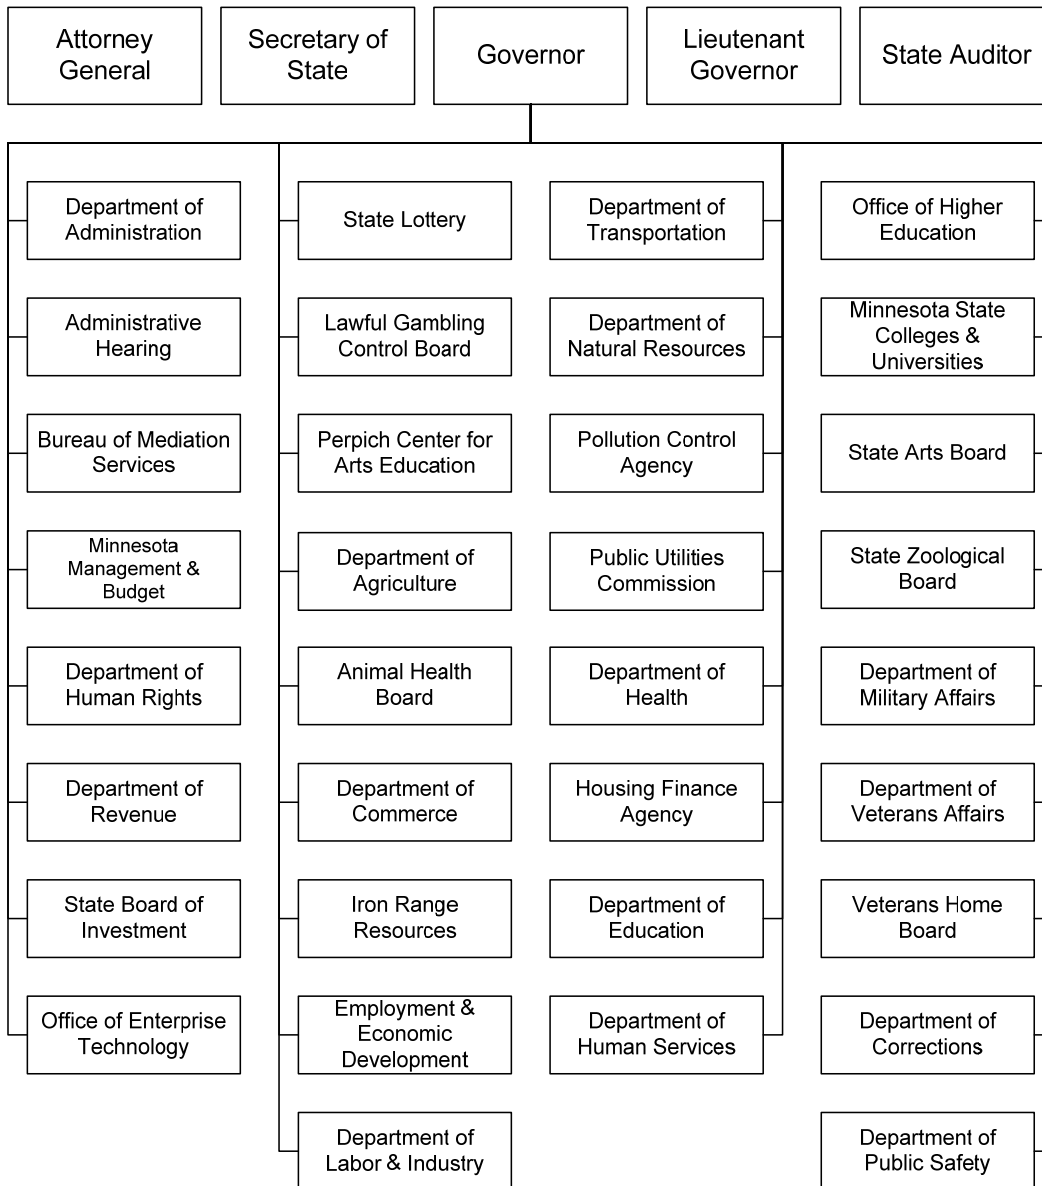 Attorney
General
Secretary of
State
Governor
Lieutenant
Governor
State Auditor
Department of
Administration
Administrative
Hearing
Bureau of Mediation
Services
Minnesota
Management &
Budget
Department of
Human Rights
Department of
Revenue
State Board of
Investment
Office of Enterprise
Technology
State Lottery
Lawful Gambling
Control Board
Perpich Center for
Arts Education
Department of
Agriculture
Animal Health
Board
Department of
Commerce
Iron Range
Resources
Employment &
Economic
Development
Department of
Labor & Industry
Department of
Transportation
Department of
Natural Resources
Pollution Control
Agency
Public Utilities
Commission
Department of
Health
Housing Finance
Agency
Department of
Education
Department of
Human Services
Office of Higher
Education
Minnesota State
Colleges &
Universities
State Arts Board
State Zoological
Board
Department of
Military Affairs
Department of
Veterans Affairs
Veterans Home
Board
Department of
Corrections
Department of
Public Safety